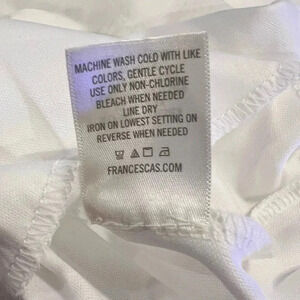 MACHINE WASH COLD WITH LIKE
COLORS, GENTLE CYCLE
USE ONLY NON-CHLORINE
BLEACH WHEN NEEDED
LINE DRY
IRON ON LOWEST SETTING ON
REVERSE WHEN NEEDED
FRANCESCAS.COM